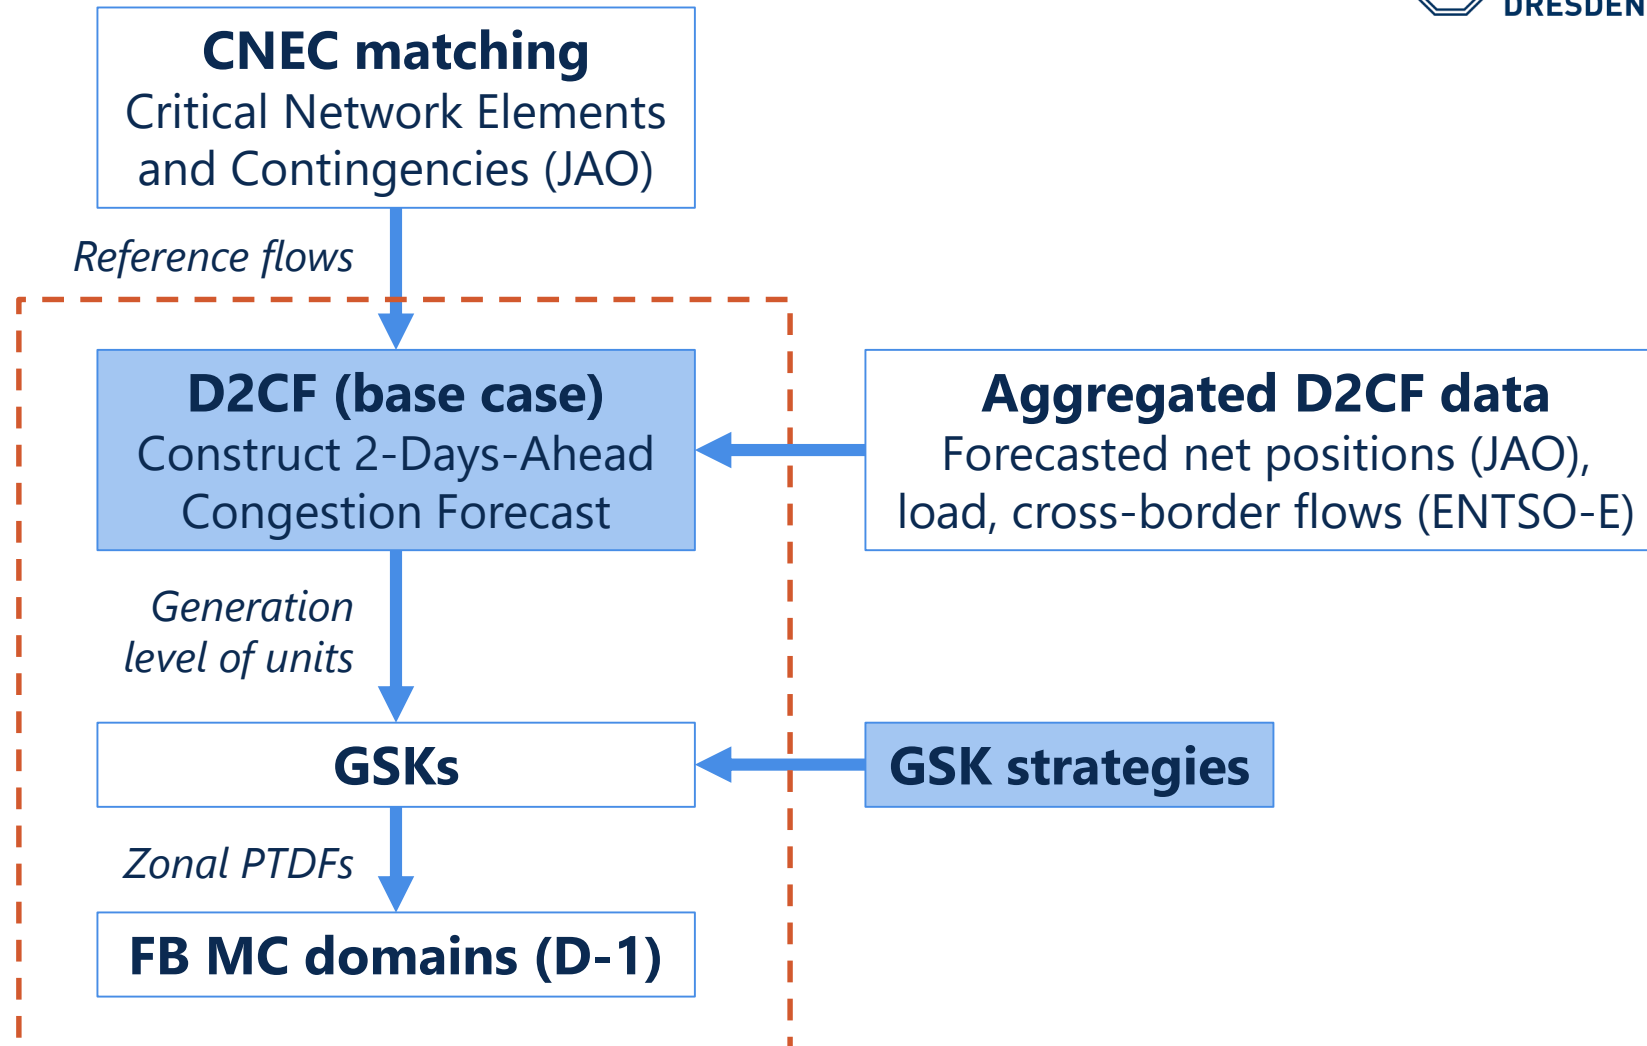 DRESDEN
CNEC matching
Critical Network Elements
and Contingencies (JAO)
Reference flows
D2CF (base case)
Construct 2-Days-Ahead
Congestion Forecast
Aggregated D2CF data
Forecasted net positions (JAO),
load, cross-border flows (ENTSO-E)
Generation
level of units
GSKs
GSK strategies
Zonal PTDFs
FB MC domains (D-1)